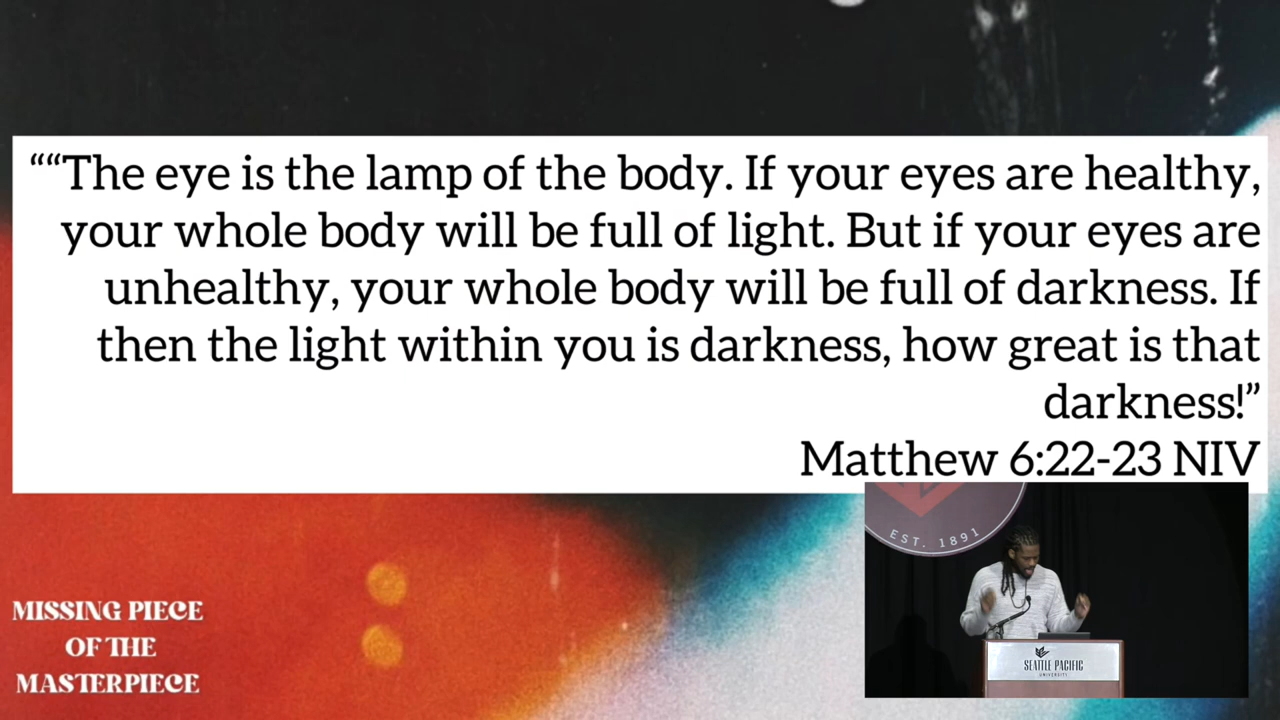 ““The eye is the lamp of the body. If your eyes are healthy,
your whole body will be full of light. But if your eyes are
unhealthy, your whole body will be full of darkness. If
then the light within you is darkness, how great is that
darkness!”
Matthew 6:22-23 NIV
EST. 1891
SEATTLE PACIFIC
UNIVERSITY
MISSING PIECE
OF THE
MASTERPIECE